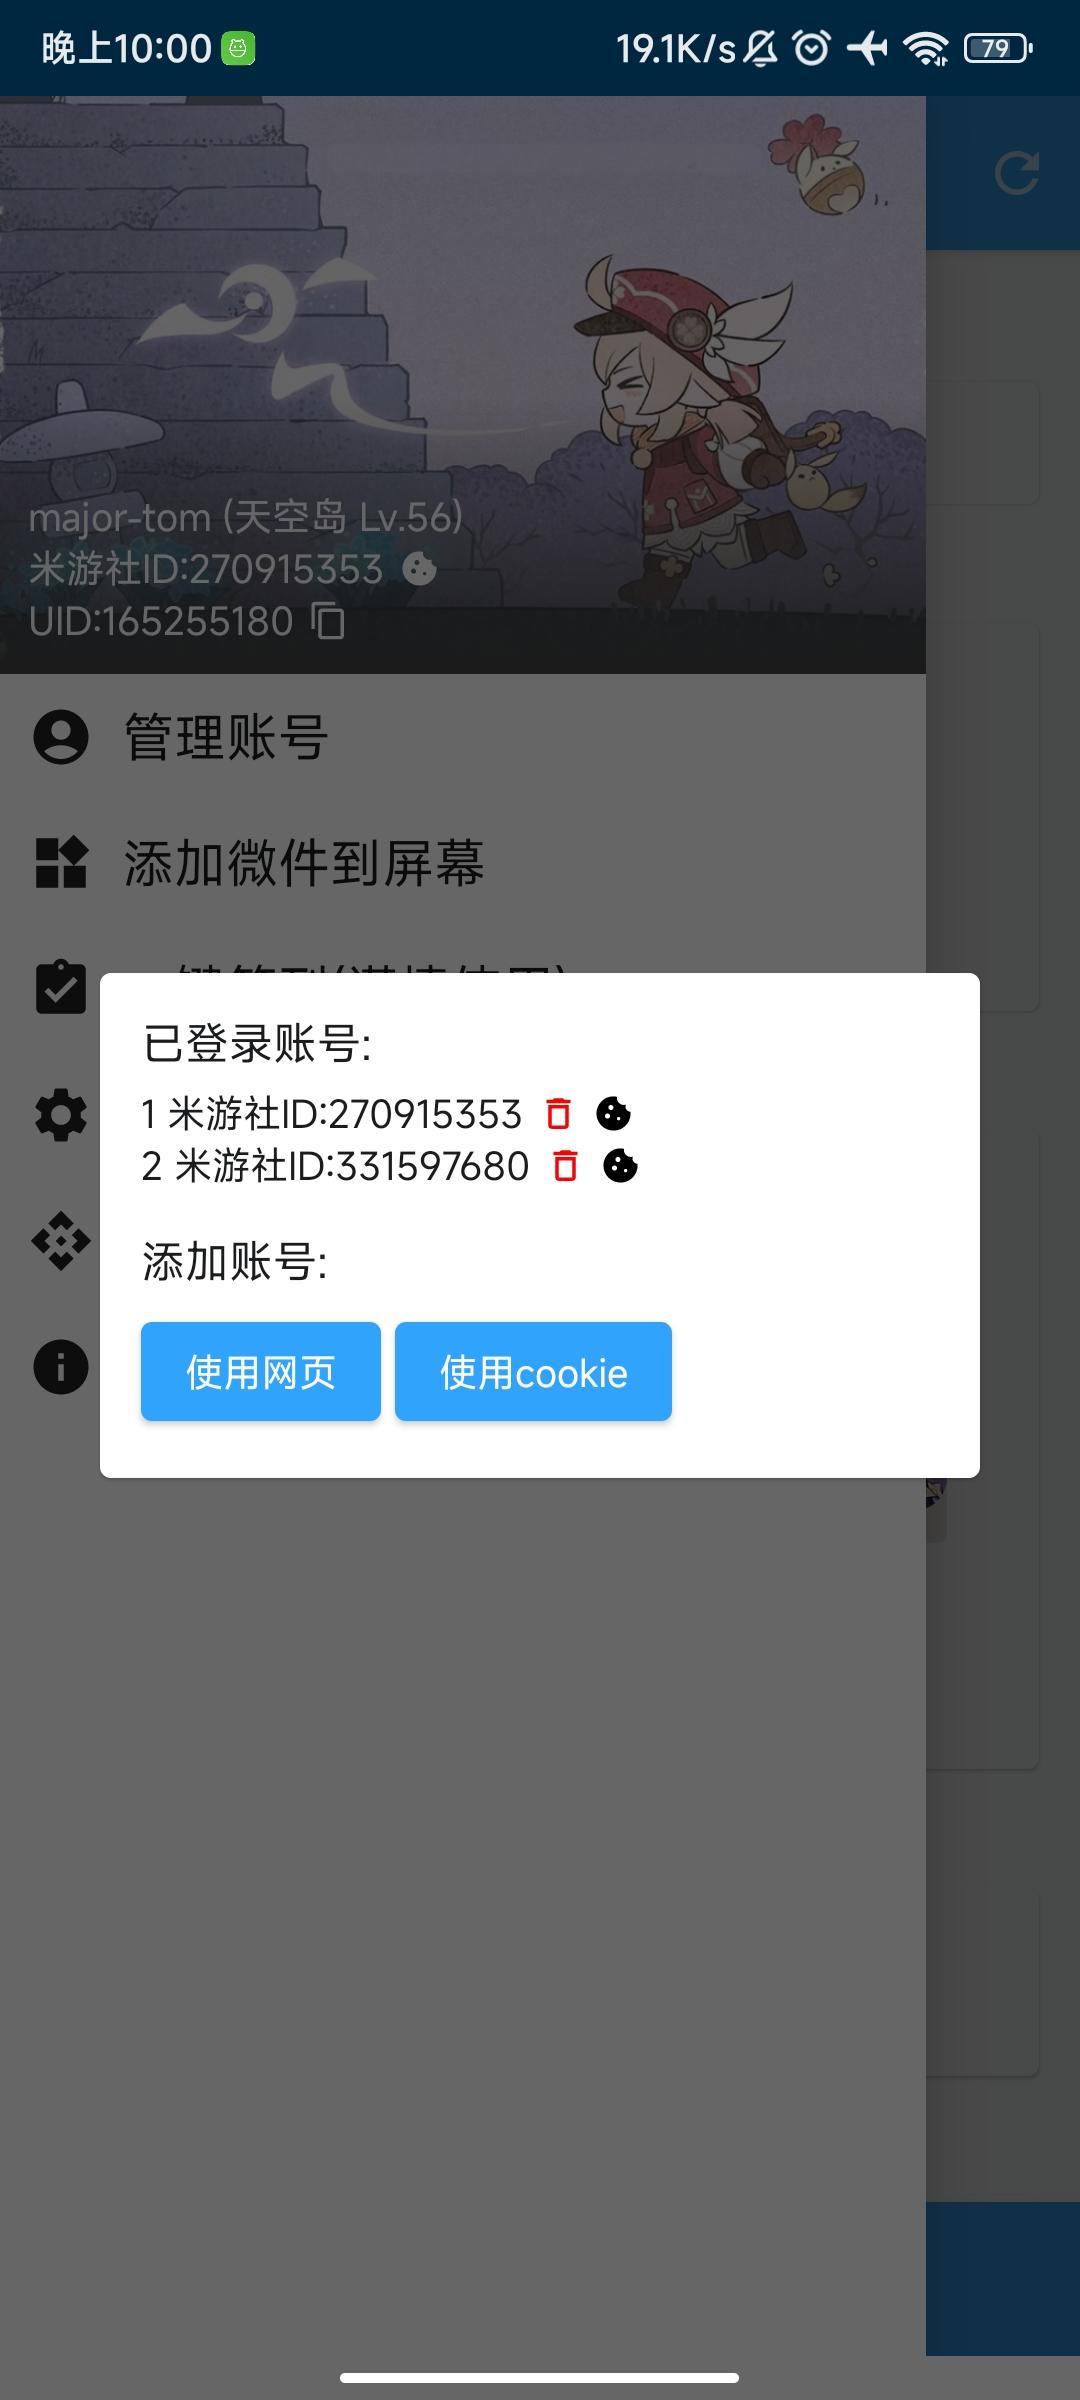 晚上10:00
19.1K/s
79
major-tom (天空岛 Lv.56)
米游社ID:270915353
UID:165255180
管理账号
添加微件到屏幕
已登录账号:
1 米游社ID:270915353
2 米游社ID:331597680
添加账号:
使用网页
使用cookie